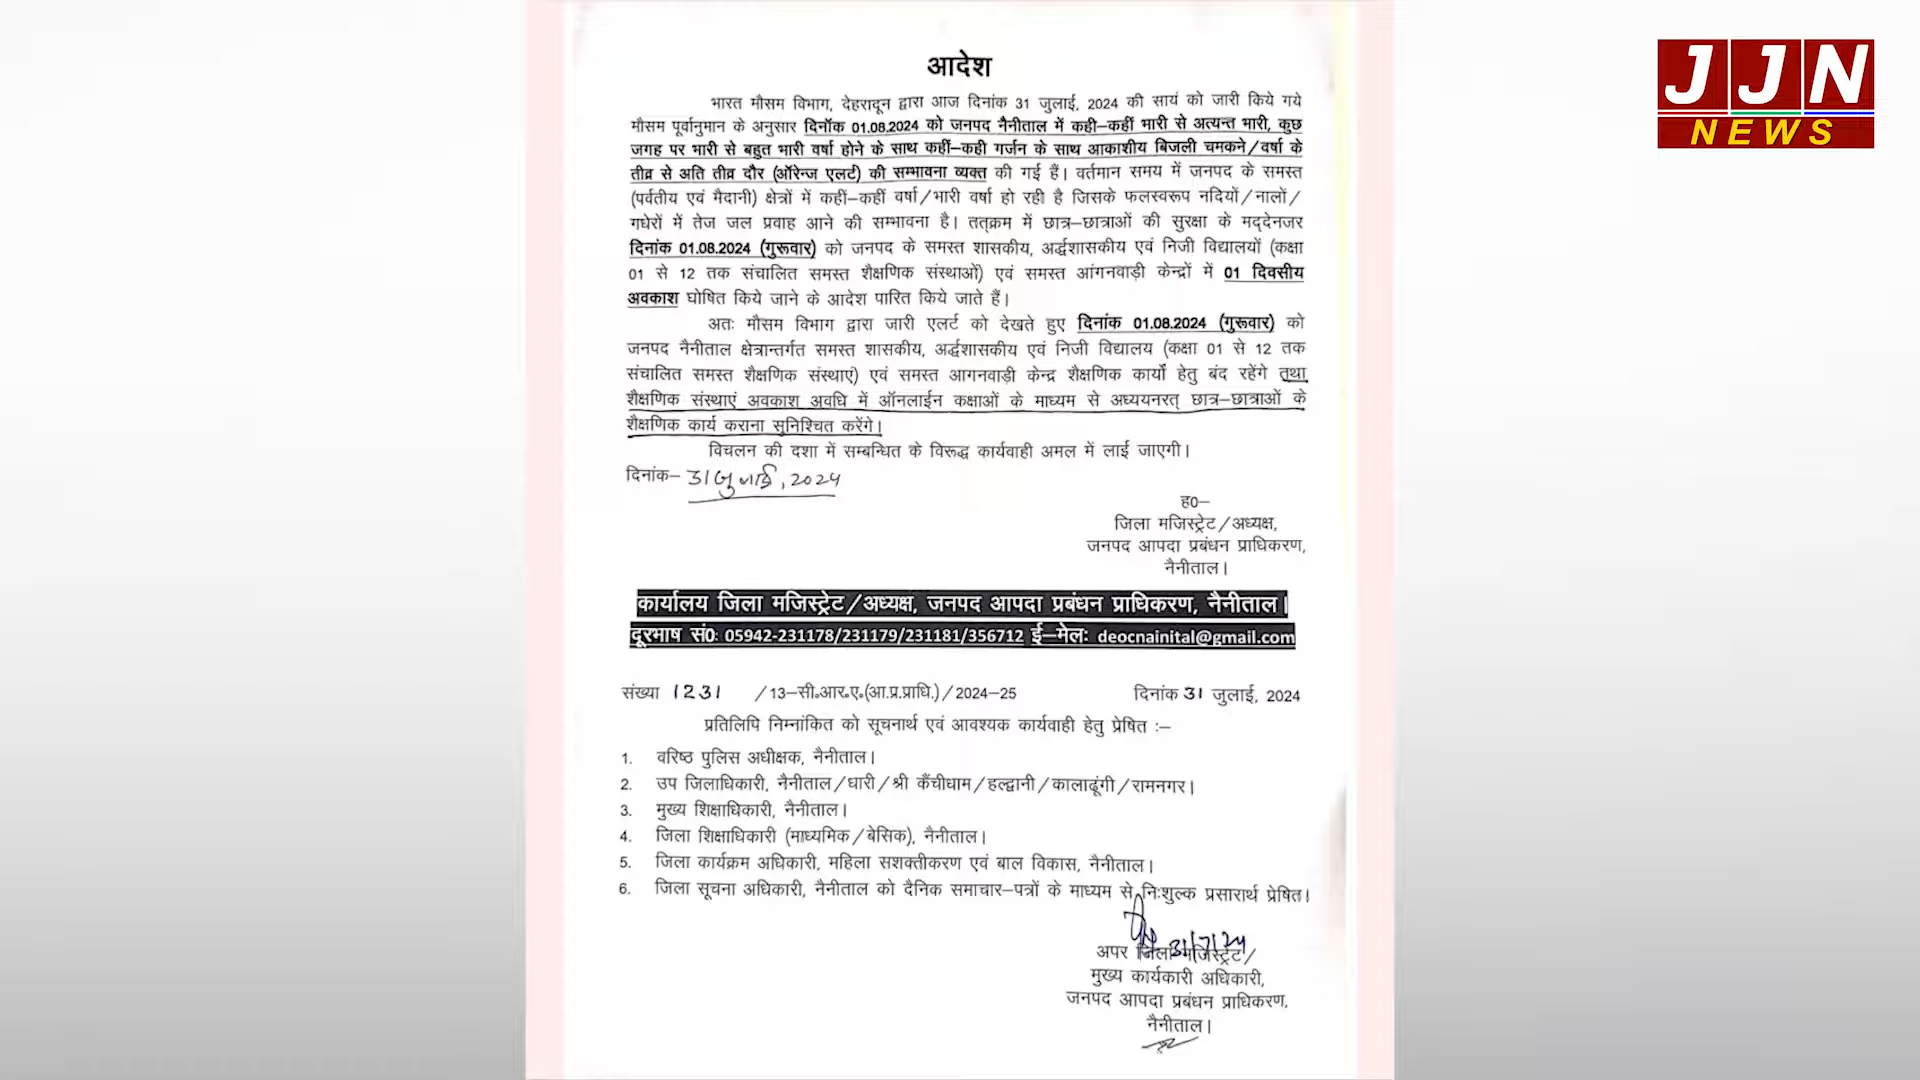 आदेश
भारत मौसम विभाग, देहरादून द्वारा आज दिनांक 31 जुलाई, 2024 की सायं को जारी किये गये
मौसम पूर्वानुमान के अनुसार दिनॉक 01.08.2024 को जनपद नैनीताल में कही–कहीं भारी से अत्यन्त भारी, कुछ
जगह पर भारी से बहुत भारी वर्षा होने के साथ कहीं–कही गर्जन के साथ आकाशीय बिजली चमकने/वर्षा के
तीव्र से अति तीव्र दौर (ऑरेन्ज एलर्ट) की सम्भावना व्यक्त की गई हैं। वर्तमान समय में जनपद के समस्त
(पर्वतीय एवं मैदानी) क्षेत्रों में कहीं–कहीं वर्षा/भारी वर्षा हो रही है जिसके फलस्वरूप नदियों/नालों/
गधेरों में तेज जल प्रवाह आने की सम्भावना है। तत्क्रम में छात्र–छात्राओं की सुरक्षा के मद्देनजर
दिनांक 01.08.2024 (गुरूवार) को जनपद के समस्त शासकीय, अर्द्धशासकीय एवं निजी विद्यालयों (कक्षा
01 से 12 तक संचालित समस्त शैक्षणिक संस्थाओं) एवं समस्त आंगनवाड़ी केन्द्रों में 01 दिवसीय
अवकाश घोषित किये जाने के आदेश पारित किये जाते हैं।
अतः मौसम विभाग द्वारा जारी एलर्ट को देखते हुए दिनांक 01.08.2024 (गुरूवार) को
जनपद नैनीताल क्षेत्रान्तर्गत समस्त शासकीय, अर्द्धशासकीय एवं निजी विद्यालय (कक्षा 01 से 12 तक
संचालित समस्त शैक्षणिक संस्थाएं) एवं समस्त आगनवाड़ी केन्द्र शैक्षणिक कार्यों हेतु बंद रहेंगे तथा
शैक्षणिक संस्थाएं अवकाश अवधि में ऑनलाईन कक्षाओं के माध्यम से अध्ययनरत् छात्र–छात्राओं के
शैक्षणिक कार्य कराना सुनिश्चित करेंगे।
विचलन की दशा में सम्बन्धित के विरूद्ध कार्यवाही अमल में लाई जाएगी।
दिनांक– 31 जुलाई, 2024
ह0–
जिला मजिस्ट्रेट/अध्यक्ष,
जनपद आपदा प्रबंधन प्राधिकरण,
नैनीताल।
कार्यालय जिला मजिस्ट्रेट/अध्यक्ष, जनपद आपदा प्रबंधन प्राधिकरण, नैनीताल।
दूरभाष सं0: 05942-231178/231179/231181/356712 ई–मेलः deocnainital@gmail.com
संख्या 1231 /13–सी.आर.ए.(आ.प्र.प्राधि.)/2024–25 दिनांक 31 जुलाई, 2024
प्रतिलिपि निम्नांकित को सूचनार्थ एवं आवश्यक कार्यवाही हेतु प्रेषित :–
1. वरिष्ठ पुलिस अधीक्षक, नैनीताल।
2. उप जिलाधिकारी, नैनीताल/धारी/श्री कैंचीधाम/हल्द्वानी/कालाढूंगी/रामनगर।
3. मुख्य शिक्षाधिकारी, नैनीताल।
4. जिला शिक्षाधिकारी (माध्यमिक/बेसिक), नैनीताल।
5. जिला कार्यक्रम अधिकारी, महिला सशक्तीकरण एवं बाल विकास, नैनीताल।
6. जिला सूचना अधिकारी, नैनीताल को दैनिक समाचार–पत्रों के माध्यम से निःशुल्क प्रसारार्थ प्रेषित।
31/7/24
अपर जिला मजिस्ट्रेट/
मुख्य कार्यकारी अधिकारी,
जनपद आपदा प्रबंधन प्राधिकरण,
नैनीताल।
JJN
NEWS